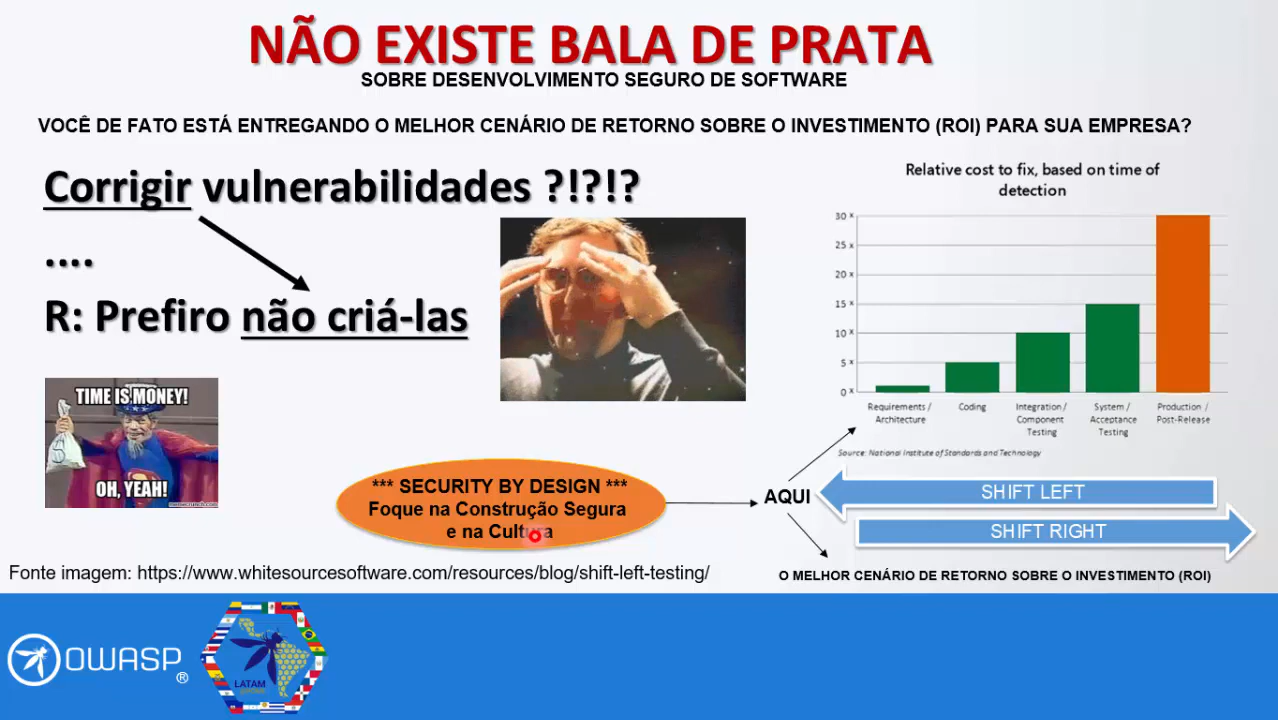 NÃO EXISTE BALA DE PRATA
SOBRE DESENVOLVIMENTO SEGURO DE SOFTWARE
VOCÊ DE FATO ESTÁ ENTREGANDO O MELHOR CENÁRIO DE RETORNO SOBRE O INVESTIMENTO (ROI) PARA SUA EMPRESA?
Corrigir vulnerabilidades ?!?!?
....
R: Prefiro não criá-las
TIME IS MONEY!
OH, YEAH!
memecrunch.com
Relative cost to fix, based on time of
detection
30 x
25 x
20 x
15 x
10 x
5 x
0 x
Requirements /
Architecture
Coding
Integration /
Component
Testing
System /
Acceptance
Testing
Production /
Post-Release
Source: National Institute of Standards and Technology
*** SECURITY BY DESIGN ***
Foque na Construção Segura
e na Cultura
AQUI
SHIFT LEFT
SHIFT RIGHT
O MELHOR CENÁRIO DE RETORNO SOBRE O INVESTIMENTO (ROI)
Fonte imagem: https://www.whitesourcesoftware.com/resources/blog/shift-left-testing/
OWASP
®
LATAM